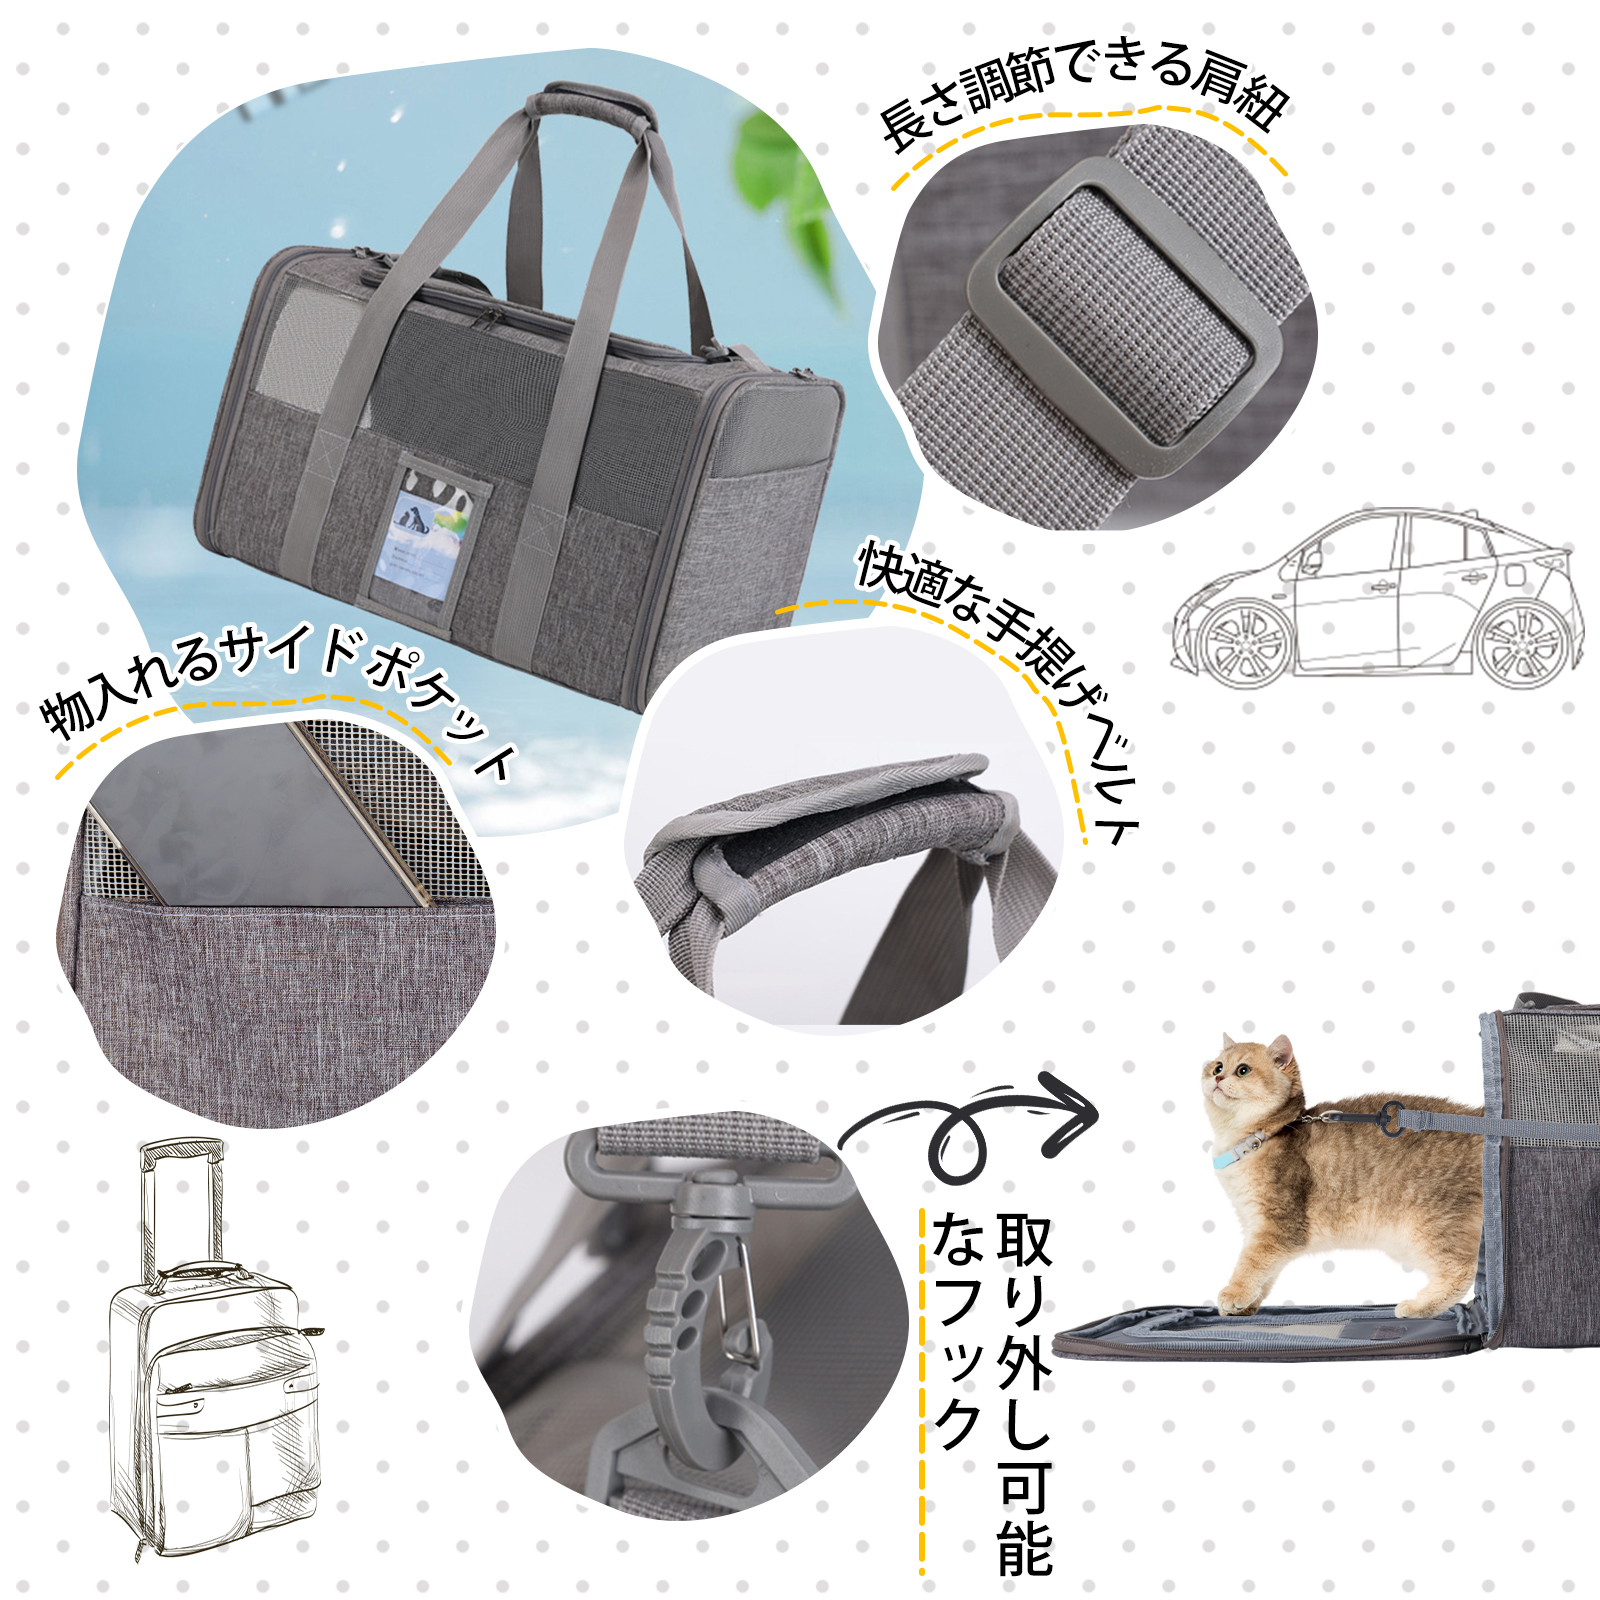 長さ調節できる肩紐
快適な手提げベルト
物入れるサイドポケット
取り外し可能
なフック